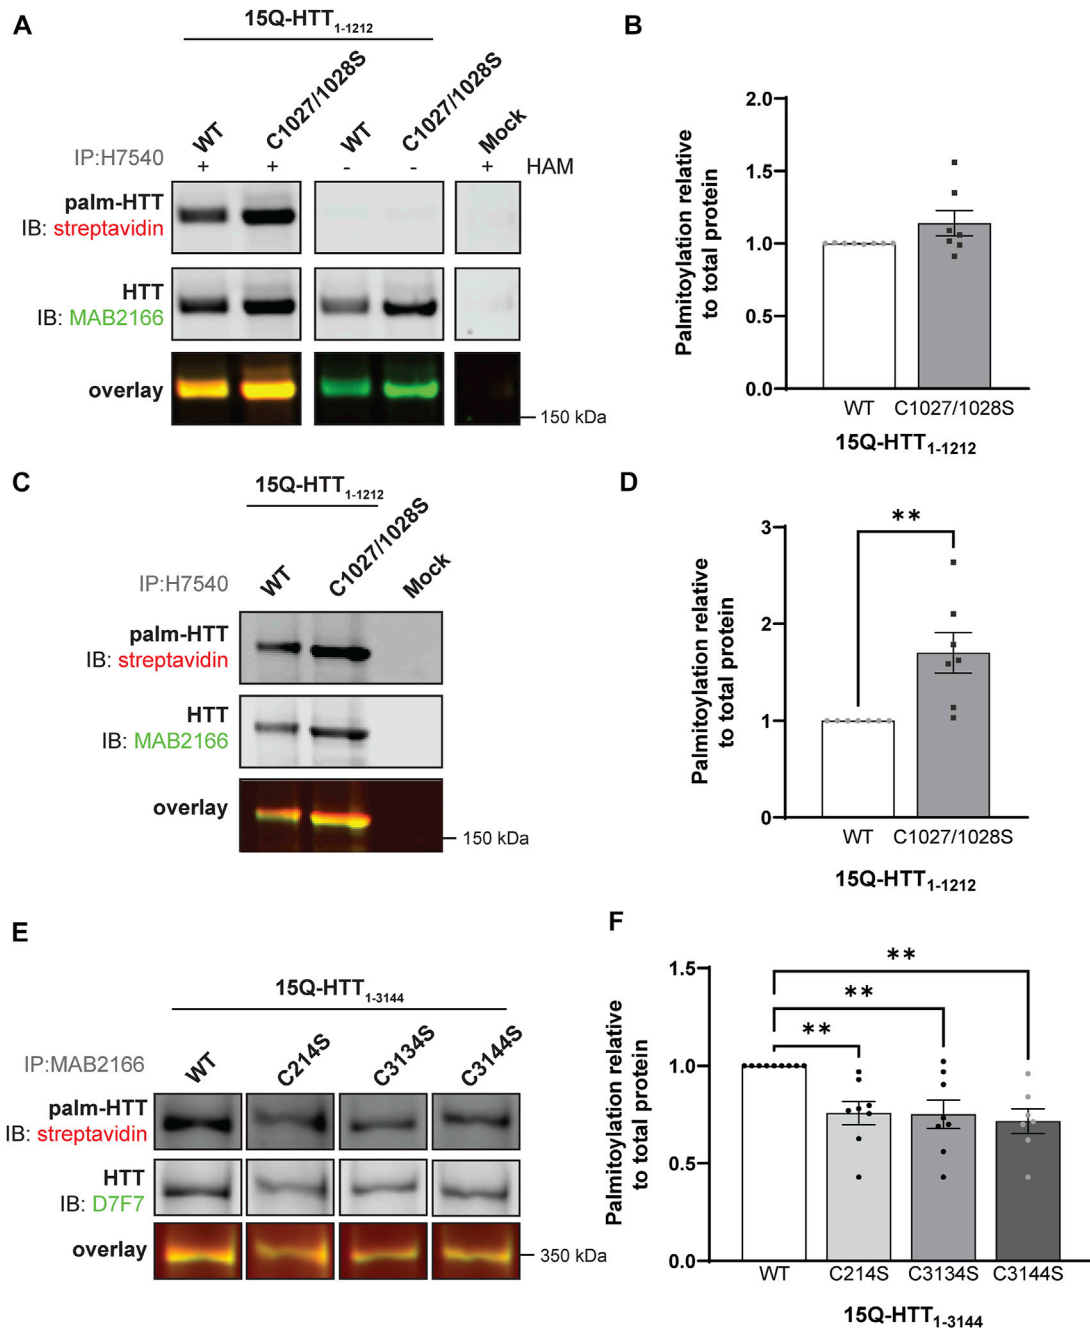 A
15Q-HTT1-1212
WT
C1027/1028S
WT
C1027/1028S
Mock
IP:H7540
+ + - - + HAM
palm-HTT
IB: streptavidin
HTT
IB: MAB2166
overlay
150 kDa
B
2.0
1.5
1.0
0.5
0.0
Palmitoylation relative
to total protein
WT C1027/1028S
15Q-HTT1-1212
C
15Q-HTT1-1212
WT
C1027/1028S
Mock
IP:H7540
palm-HTT
IB: streptavidin
HTT
IB: MAB2166
overlay
150 kDa
D
**
3
2
1
0
Palmitoylation relative
to total protein
WT C1027/1028S
15Q-HTT1-1212
E
15Q-HTT1-3144
IP:MAB2166
WT
C214S
C3134S
C3144S
palm-HTT
IB: streptavidin
HTT
IB: D7F7
overlay
350 kDa
F
**
**
**
1.5
1.0
0.5
0.0
Palmitoylation relative
to total protein
WT C214S C3134S C3144S
15Q-HTT1-3144